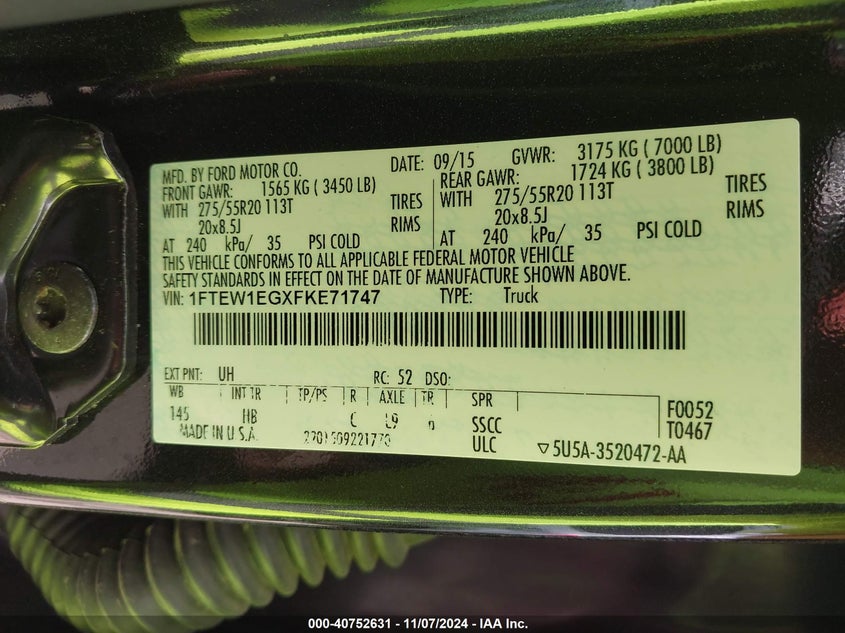 MFD. BY FORD MOTOR CO. DATE: 09/15 GVWR: 3175 KG ( 7000 LB)
FRONT GAWR: 1565 KG ( 3450 LB) REAR GAWR: 1724 KG ( 3800 LB)
WITH 275/55R20 113T TIRES WITH 275/55R20 113T TIRES
20x8.5J RIMS 20x8.5J RIMS
AT 240 kPa/ 35 PSI COLD AT 240 kPa/ 35 PSI COLD
THIS VEHICLE CONFORMS TO ALL APPLICABLE FEDERAL MOTOR VEHICLE
SAFETY STANDARDS IN EFFECT ON THE DATE OF MANUFACTURE SHOWN ABOVE.
VIN: 1FTEW1EGXFKE71747 TYPE: Truck
EXT PNT: UH RC: 52 DSO:
WB INT TR TP/PS R AXLE TR SPR
145 L9 SSCC F0052
MADE IN U.S.A. ULC T0467
▽5U5A-3520472-AA
000-40752631 - 11/07/2024 - IAA Inc.